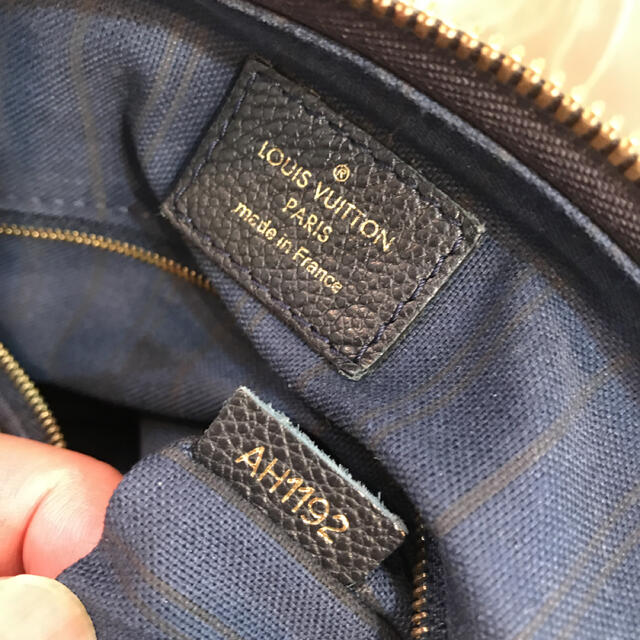 ®
LOUIS VUITTON
PARIS
made in France
AH1192